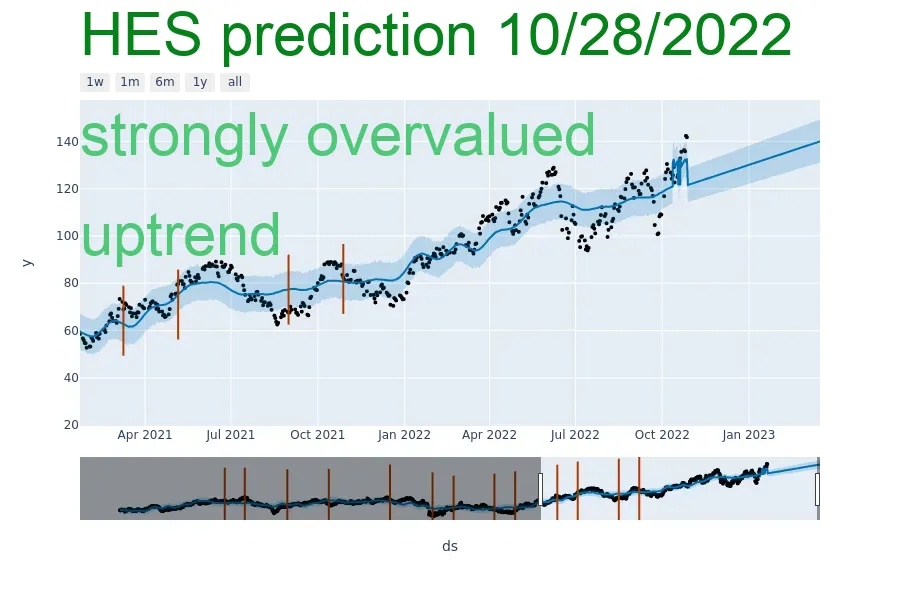 HES prediction 10/28/2022
1w 1m 6m 1y all
strongly overvalued
uptrend
y
140
120
100
80
60
40
20
Apr 2021 Jul 2021 Oct 2021 Jan 2022 Apr 2022 Jul 2022 Oct 2022 Jan 2023
ds